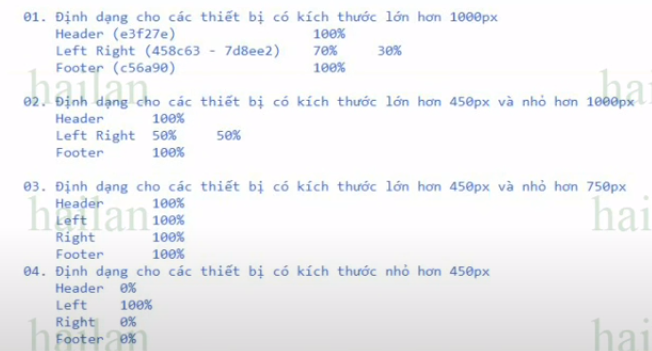 01. Định dạng cho các thiết bị có kích thước lớn hơn 1000px
Header (e3f27e) 100%
Left Right (458c63 - 7d8ee2) 70% 30%
Footer (c56a90) 100%
hailan hai
02. Định dạng cho các thiết bị có kích thước lớn hơn 450px và nhỏ hơn 1000px
Header 100%
Left Right 50% 50%
Footer 100%
03. Định dạng cho các thiết bị có kích thước lớn hơn 450px và nhỏ hơn 750px
Header 100%
hailan hai
Left 100%
Right 100%
Footer 100%
04. Định dạng cho các thiết bị có kích thước nhỏ hơn 450px
Header 0%
Left 100%
Right 0%
hailan hai
Footer 0%